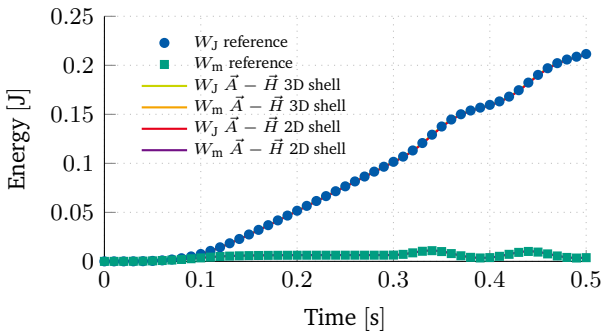 0.25
0.2
0.15
0.1
0.05
0
Energy [J]
W_J reference
W_m reference
W_J A⃗ − H⃗ 3D shell
W_m A⃗ − H⃗ 3D shell
W_J A⃗ − H⃗ 2D shell
W_m A⃗ − H⃗ 2D shell
0 0.1 0.2 0.3 0.4 0.5
Time [s]